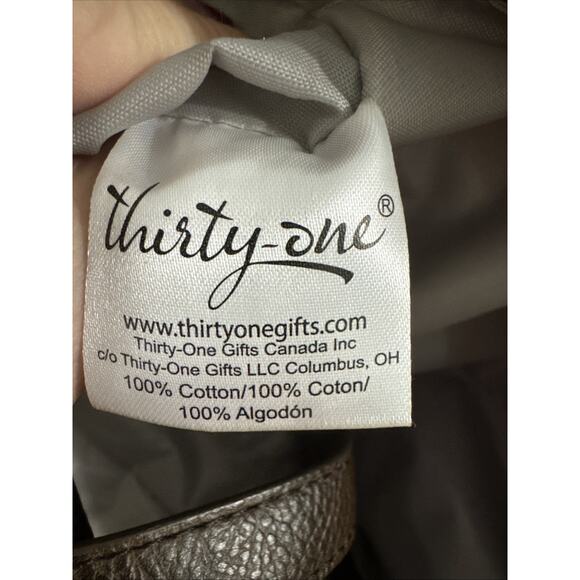 thirty-one®
www.thirtyonegifts.com
Thirty-One Gifts Canada Inc
c/o Thirty-One Gifts LLC Columbus, OH
100% Cotton/100% Coton/
100% Algodón